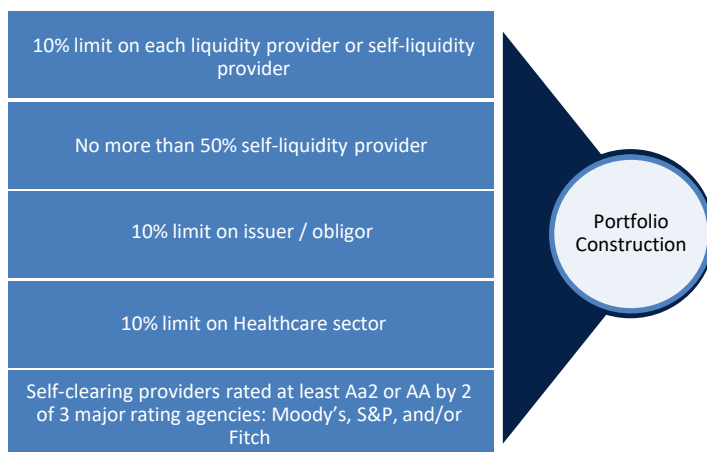 10% limit on each liquidity provider or self-liquidity
provider
No more than 50% self-liquidity provider
10% limit on issuer / obligor
10% limit on Healthcare sector
Self-clearing providers rated at least Aa2 or AA by 2
of 3 major rating agencies: Moody’s, S&P, and/or
Fitch
Portfolio
Construction